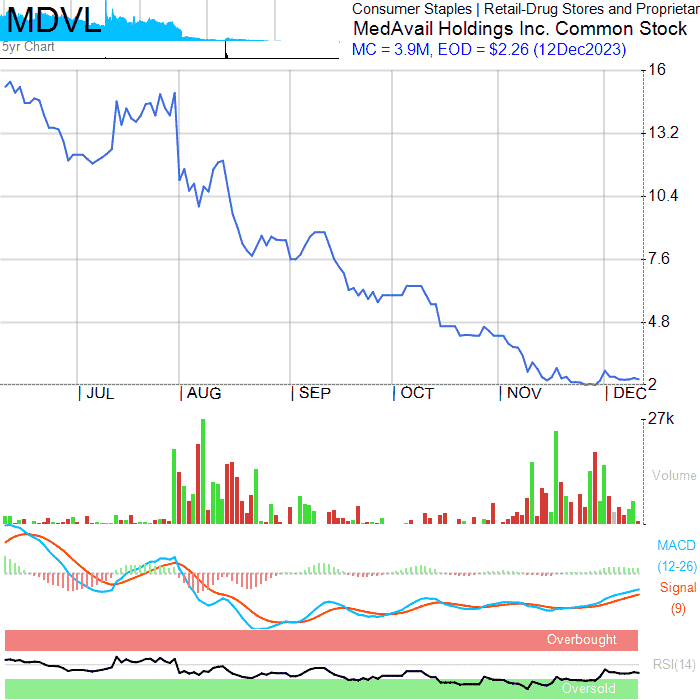 MDVL
Consumer Staples | Retail-Drug Stores and Proprietar
MedAvail Holdings Inc. Common Stock
MC = 3.9M, EOD = $2.26 (12Dec2023)
5yr Chart
16
13.2
10.4
7.6
4.8
2
JUL
AUG
SEP
OCT
NOV
DEC
27k
Volume
MACD
(12-26)
Signal
(9)
Overbought
RSI(14)
Oversold